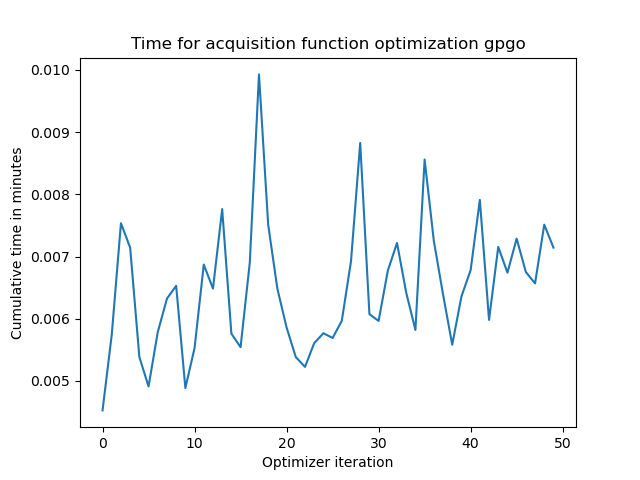 Time for acquisition function optimization gpgo
0.010
0.009
0.008
0.007
0.006
0.005
Cumulative time in minutes
0 10 20 30 40 50
Optimizer iteration